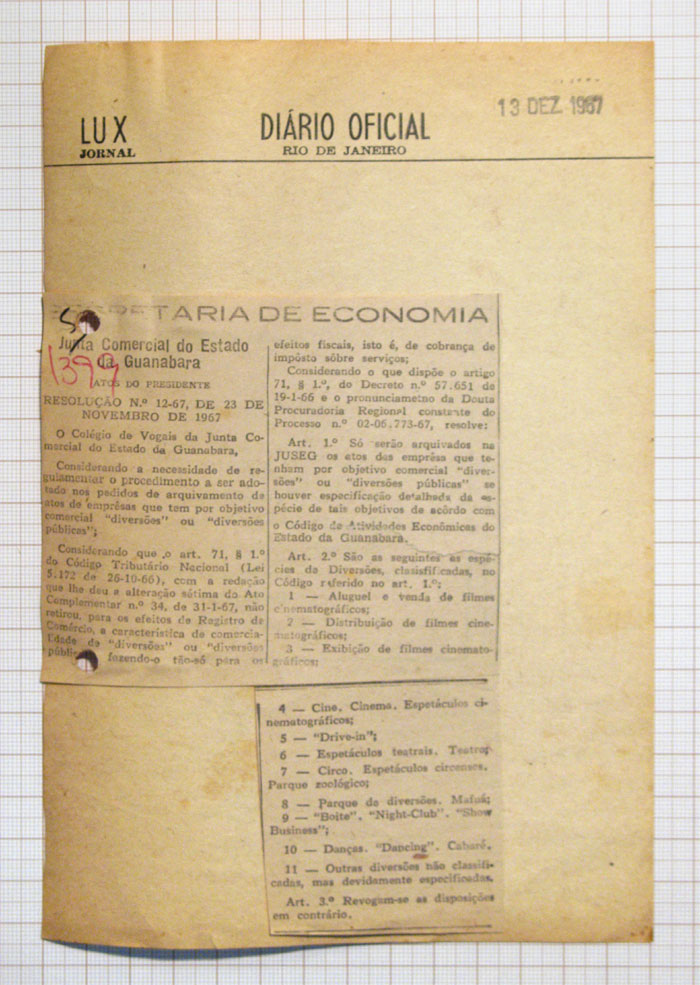 LUX
JORNAL
DIÁRIO OFICIAL
RIO DE JANEIRO
13 DEZ. 1967
SECRETARIA DE ECONOMIA
Junta Comercial do Estado
da Guanabara
1399
ATOS DO PRESIDENTE
RESOLUÇÃO N.º 12-67, DE 23 DE
NOVEMBRO DE 1967
O Colégio de Vogais da Junta Co-
mercial do Estado da Guanabara,
Considerando a necessidade de re-
gulamentar o procedimento a ser ado-
tado nos pedidos de arquivamento de
atos de emprêsas que tem por objetivo
comercial "diversões" ou "diversões
públicas";
Considerando que o art. 71, § 1.º
do Código Tributário Nacional (Lei
5.172 de 26-10-66), com a redação
que lhe deu a alteração sétima do Ato
Complementar n.º 34, de 31-1-67, não
retirou, para os efeitos de Registro de
Comércio, a característica de comercia-
lidade de "diversões" ou "diversões
públicas" fazendo-o tão-só para os
efeitos fiscais, isto é, de cobrança de
impôsto sôbre serviços;
Considerando o que dispõe o artigo
71, § 1.º, do Decreto n.º 57.651 de
19-1-66 e o pronunciametno da Douta
Procuradoria Regional constante do
Processo n.º 02-06.773-67, resolve:
Art. 1.º Só serão arquivados na
JUSEG os atos das emprêsa que te-
nham por objetivo comercial "diver-
sões" ou "diversões públicas" se
houver especificação detalhada da es-
pécie de tais objetivos de acôrdo com
o Código de Atividades Econômicas do
Estado da Guanabara.
Art. 2.º São as seguintes as espé-
cies de Diversões, classificadas, no
Código referido no art. 1.º:
1 — Aluguel e venda de filmes
cinematográficos;
2 — Distribuição de filmes cine-
matográficos;
3 — Exibição de filmes cinemato-
gráficos;
4 — Cine. Cinema. Espetáculos ci-
nematográficos;
5 — "Drive-in";
6 — Espetáculos teatrais. Teatro;
7 — Circo. Espetáculos circenses.
Parque zoológico;
8 — Parque de diversões. Mafuá;
9 — "Boite". "Night-Club". "Show
Business";
10 — Danças. "Dancing". Cabaré.
11 — Outras diversões não classifi-
cadas, mas devidamente especificadas.
Art. 3.º Revogam-se as disposições
em contrário.